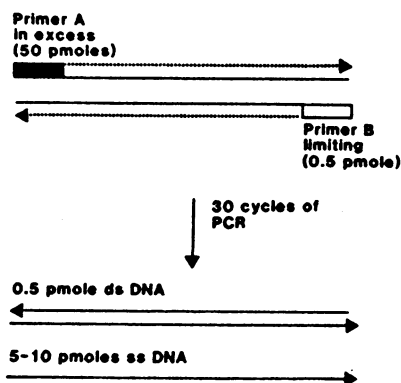 Primer A
in excess
(50 pmoles)
Primer B
limiting
(0.5 pmole)
30 cycles of
PCR
0.5 pmole ds DNA
5-10 pmoles ss DNA